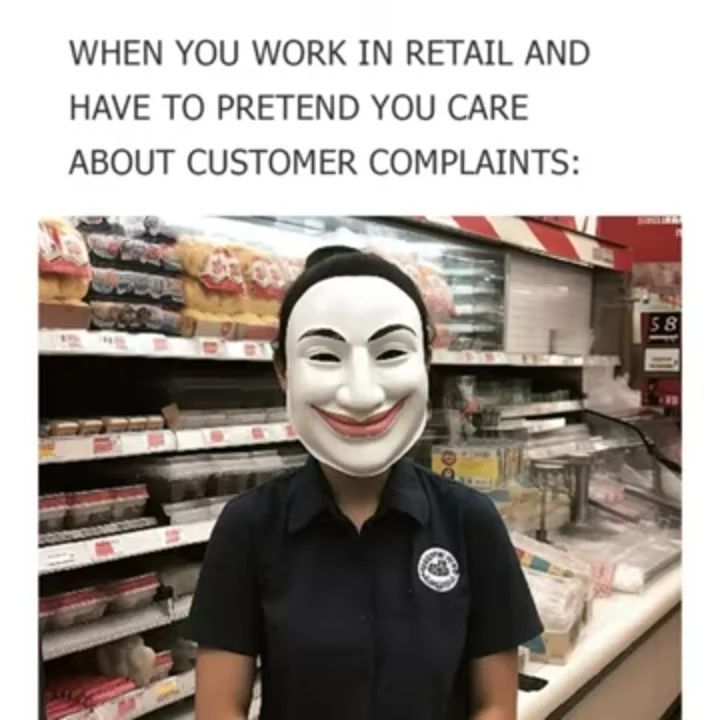 WHEN YOU WORK IN RETAIL AND
HAVE TO PRETEND YOU CARE
ABOUT CUSTOMER COMPLAINTS:
58